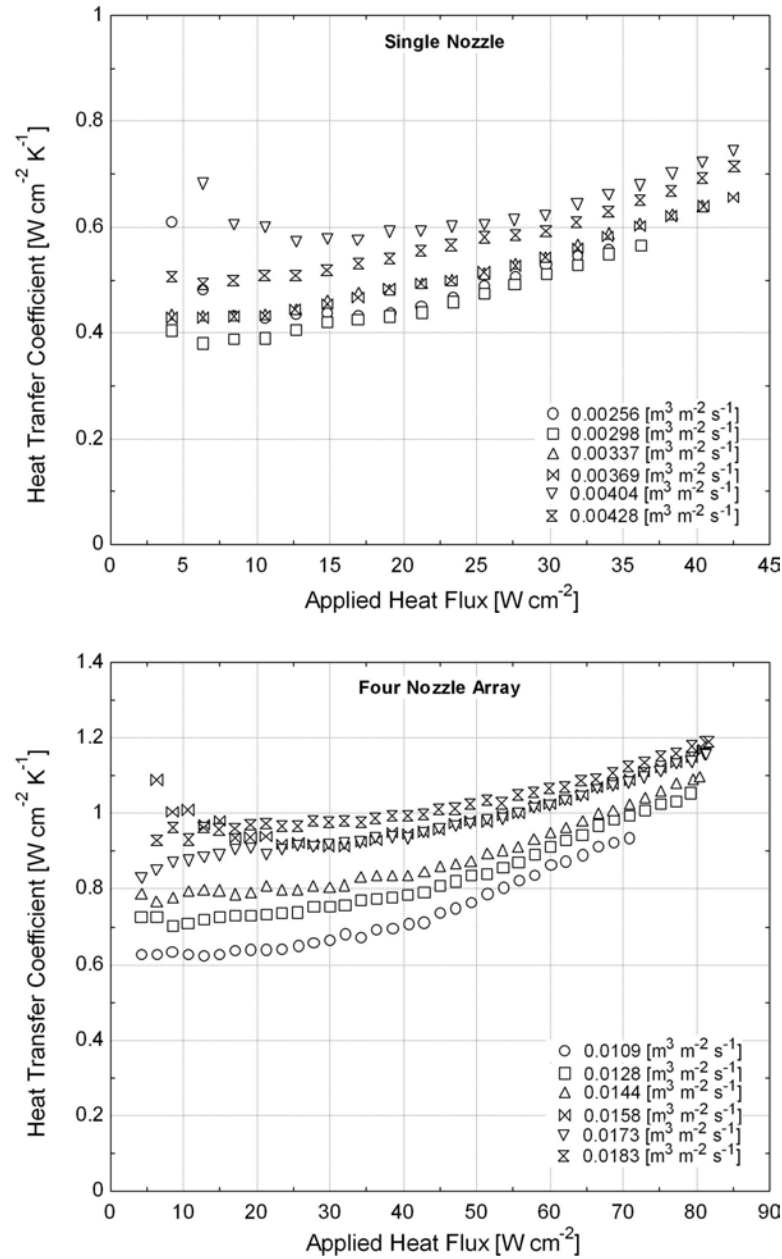 1
0.8
0.6
0.4
0.2
0
Heat Tranfer Coefficient [W cm⁻² K⁻¹]
Single Nozzle
0.00256 [m³ m⁻² s⁻¹]
0.00298 [m³ m⁻² s⁻¹]
0.00337 [m³ m⁻² s⁻¹]
0.00369 [m³ m⁻² s⁻¹]
0.00404 [m³ m⁻² s⁻¹]
0.00428 [m³ m⁻² s⁻¹]
0 5 10 15 20 25 30 35 40 45
Applied Heat Flux [W cm⁻²]
1.4
1.2
1
0.8
0.6
0.4
0.2
0
Heat Transfer Coefficient [W cm⁻² K⁻¹]
Four Nozzle Array
0.0109 [m³ m⁻² s⁻¹]
0.0128 [m³ m⁻² s⁻¹]
0.0144 [m³ m⁻² s⁻¹]
0.0158 [m³ m⁻² s⁻¹]
0.0173 [m³ m⁻² s⁻¹]
0.0183 [m³ m⁻² s⁻¹]
0 10 20 30 40 50 60 70 80 90
Applied Heat Flux [W cm⁻²]